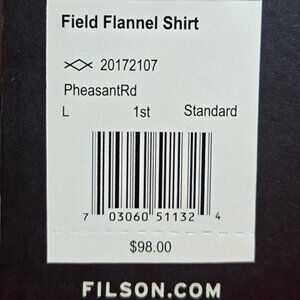 Field Flannel Shirt
20172107
PheasantRd
L 1st Standard
7 03060 51132 4
$98.00
FILSON.COM